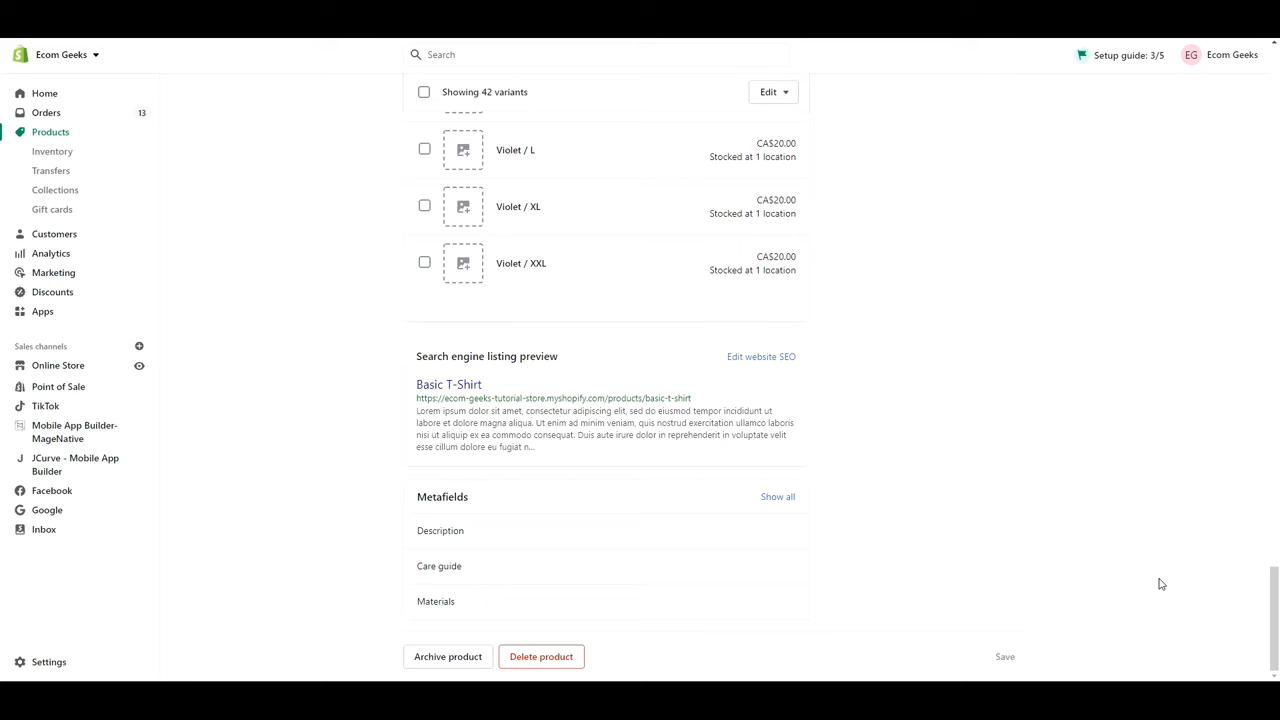 Ecom Geeks
Search
Setup guide: 3/5
EG
Ecom Geeks
Home
Orders
13
Products
Inventory
Transfers
Collections
Gift cards
Customers
Analytics
Marketing
Discounts
Apps
Sales channels
Online Store
Point of Sale
TikTok
Mobile App Builder-
MageNative
J
JCurve - Mobile App
Builder
Facebook
Google
Inbox
Settings
Showing 42 variants
Edit
Violet / L
CA$20.00
Stocked at 1 location
Violet / XL
CA$20.00
Stocked at 1 location
Violet / XXL
CA$20.00
Stocked at 1 location
Search engine listing preview
Edit website SEO
Basic T-Shirt
https://ecom-geeks-tutorial-store.myshopify.com/products/basic-t-shirt
Lorem ipsum dolor sit amet, consectetur adipiscing elit, sed do eiusmod tempor incididunt ut
labore et dolore magna aliqua. Ut enim ad minim veniam, quis nostrud exercitation ullamco laboris
nisi ut aliquip ex ea commodo consequat. Duis aute irure dolor in reprehenderit in voluptate velit
esse cillum dolore eu fugiat n...
Metafields
Show all
Description
Care guide
Materials
Archive product
Delete product
Save